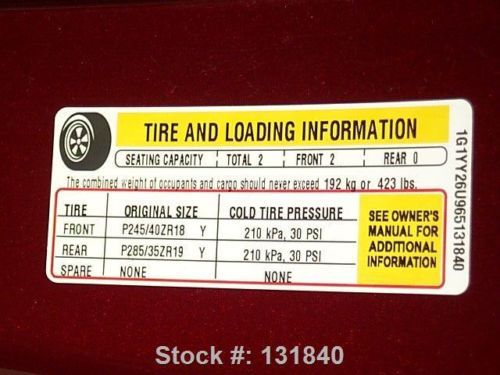 TIRE AND LOADING INFORMATION
SEATING CAPACITY TOTAL 2 FRONT 2 REAR 0
The combined weight of occupants and cargo should never exceed 192 kg or 423 lbs.
TIRE ORIGINAL SIZE COLD TIRE PRESSURE
FRONT P245/40ZR18 Y 210 kPa, 30 PSI
REAR P285/35ZR19 Y 210 kPa, 30 PSI
SPARE NONE NONE
SEE OWNER'S
MANUAL FOR
ADDITIONAL
INFORMATION
1G1YY26U965131840
Stock #: 131840